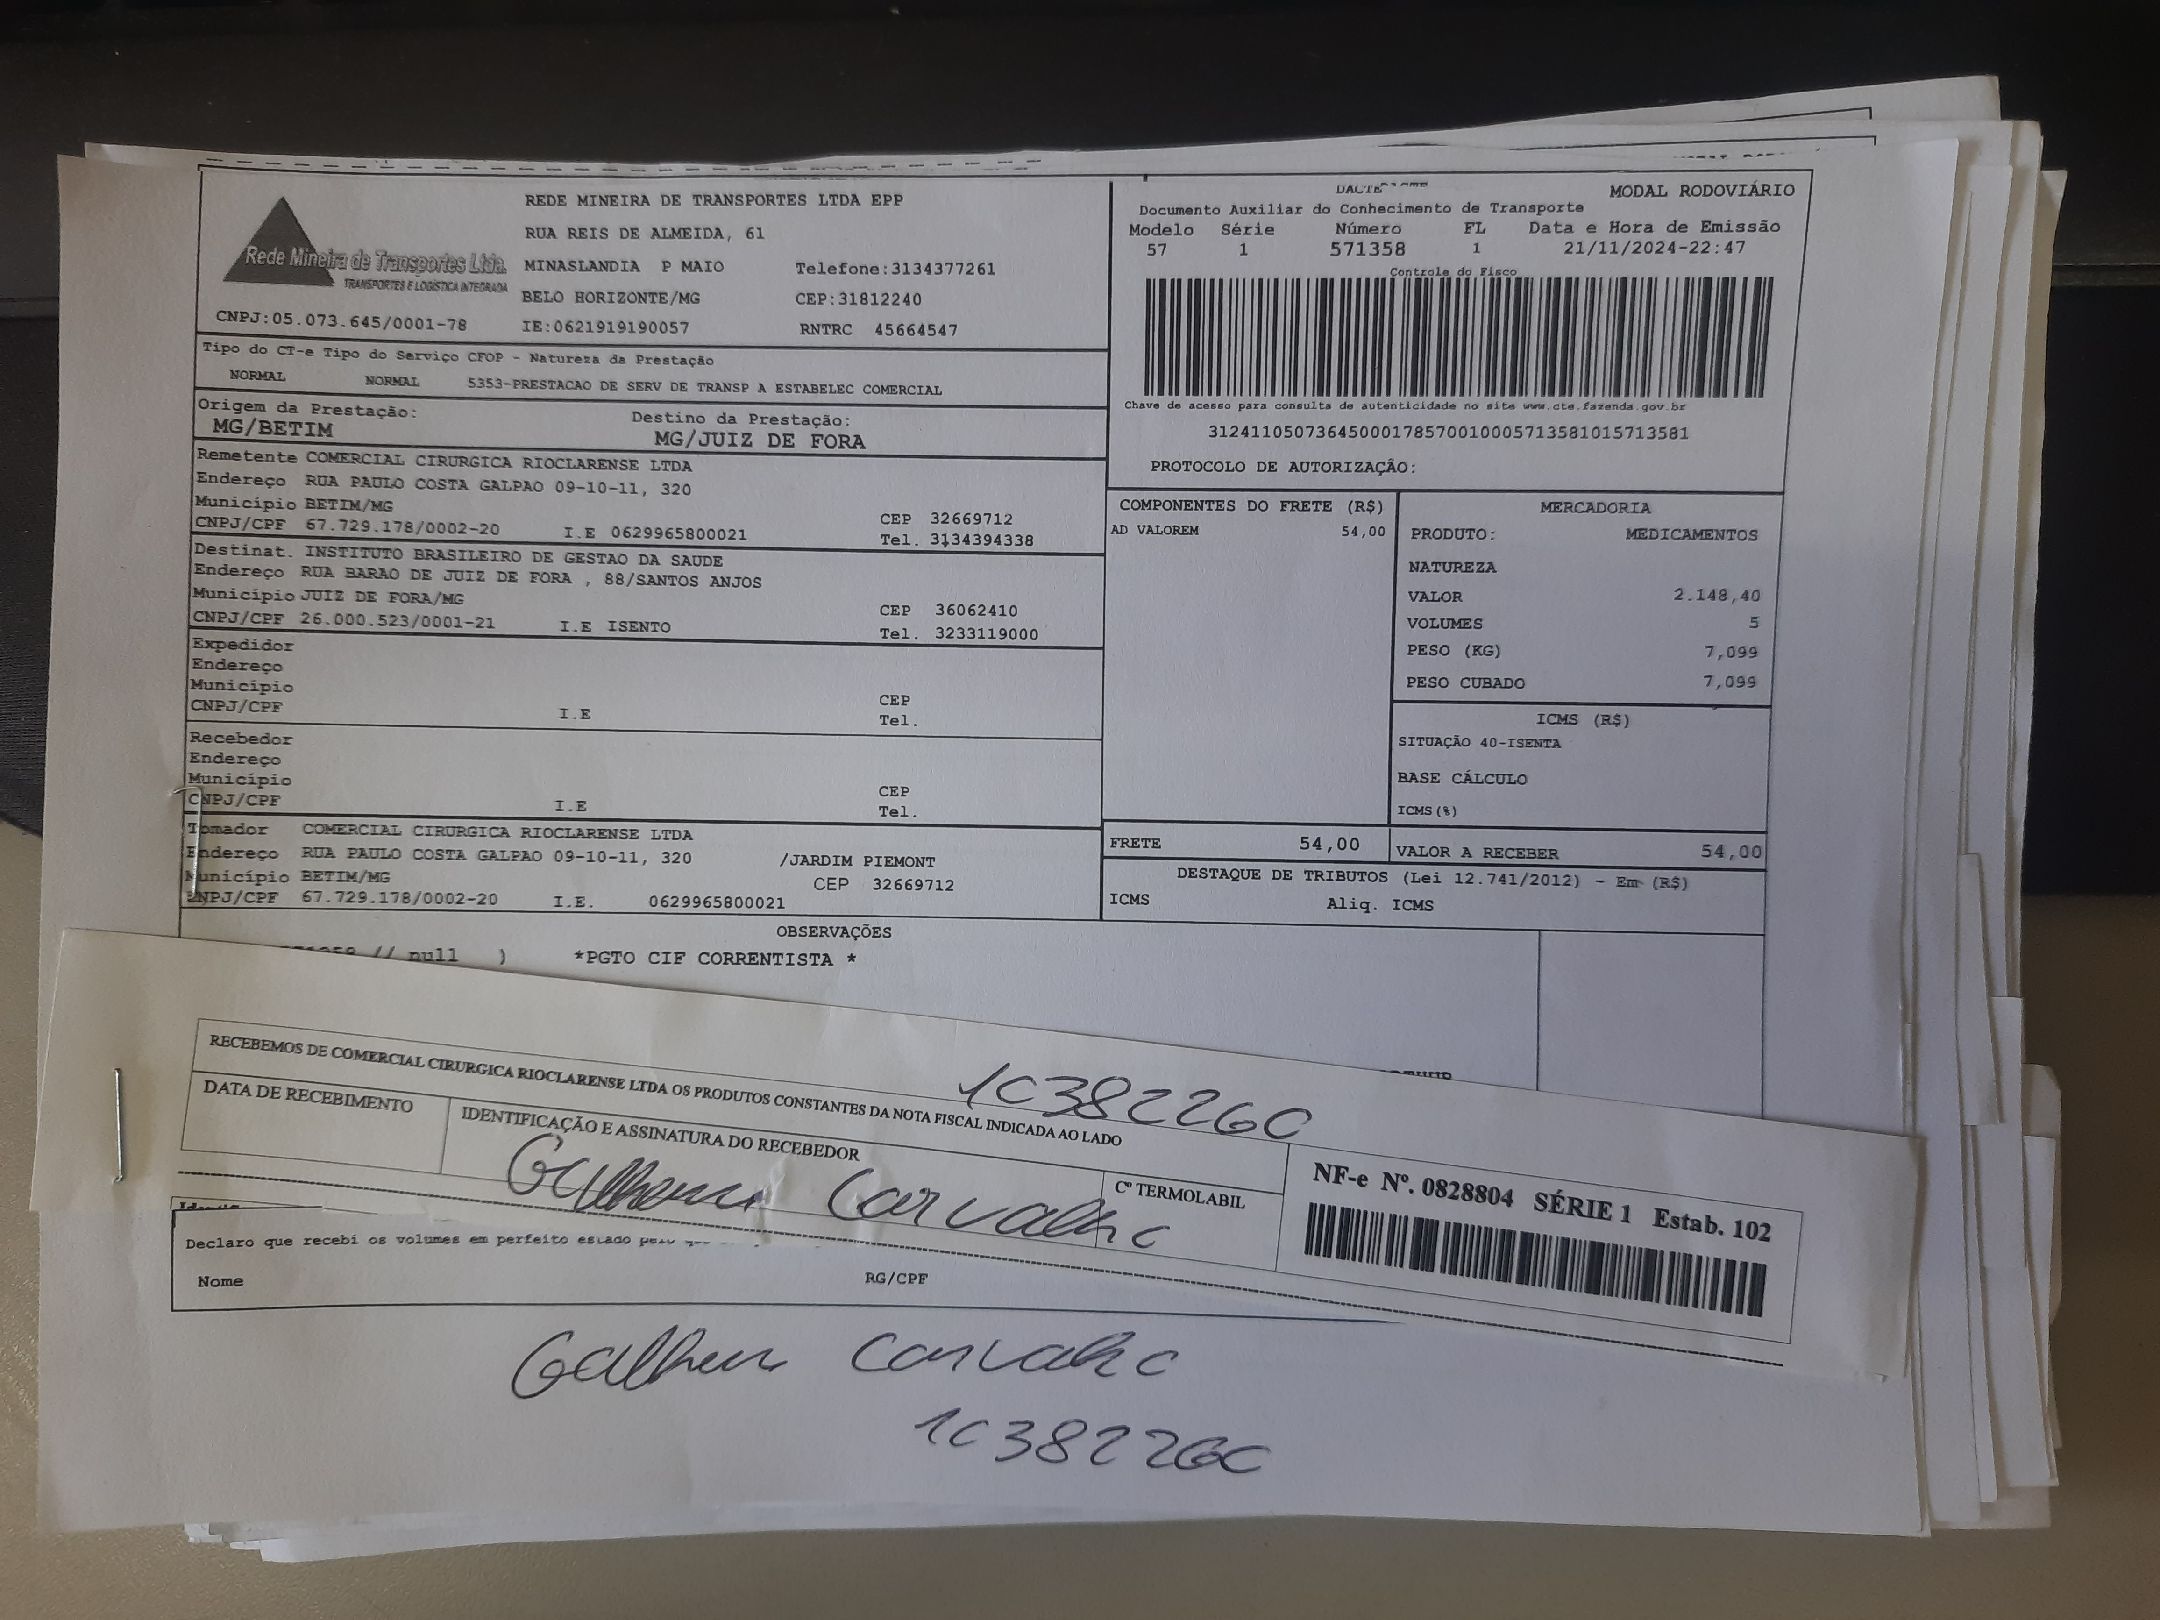 REDE MINEIRA DE TRANSPORTES LTDA EPP
RUA REIS DE ALMEIDA, 61
MINASLANDIA P MAIO Telefone:3134377261
BELO HORIZONTE/MG CEP:31812240
IE:0621919190057 RNTRC 45664547
Rede Mineira de Transportes Ltda.
TRANSPORTES E LOGÍSTICA INTEGRADA
CNPJ:05.073.645/0001-78
Tipo do CT-e Tipo do Serviço CFOP - Natureza da Prestação
NORMAL NORMAL 5353-PRESTACAO DE SERV DE TRANSP A ESTABELEC COMERCIAL
Origem da Prestação: Destino da Prestação:
MG/BETIM MG/JUIZ DE FORA
Remetente COMERCIAL CIRURGICA RIOCLARENSE LTDA
Endereço RUA PAULO COSTA GALPAO 09-10-11, 320
Município BETIM/MG CEP 32669712
CNPJ/CPF 67.729.178/0002-20 I.E 0629965800021 Tel. 3134394338
Destinat. INSTITUTO BRASILEIRO DE GESTAO DA SAUDE
Endereço RUA BARAO DE JUIZ DE FORA , 88/SANTOS ANJOS
Município JUIZ DE FORA/MG CEP 36062410
CNPJ/CPF 26.000.523/0001-21 I.E ISENTO Tel. 3233119000
Expedidor
Endereço
Município CEP
CNPJ/CPF I.E Tel.
Recebedor
Endereço
Município CEP
CNPJ/CPF I.E Tel.
Tomador COMERCIAL CIRURGICA RIOCLARENSE LTDA
Endereço RUA PAULO COSTA GALPAO 09-10-11, 320 /JARDIM PIEMONT
Município BETIM/MG CEP 32669712
CNPJ/CPF 67.729.178/0002-20 I.E. 0629965800021
DACTE MODAL RODOVIÁRIO
Documento Auxiliar do Conhecimento de Transporte
Modelo Série Número FL Data e Hora de Emissão
57 1 571358 1 21/11/2024-22:47
Controle do Fisco
Chave de acesso para consulta de autenticidade no site www.cte.fazenda.gov.br
31241105073645000178570010005713581015713581
PROTOCOLO DE AUTORIZAÇÃO:
COMPONENTES DO FRETE (R$)
AD VALOREM 54,00
MERCADORIA
PRODUTO: MEDICAMENTOS
NATUREZA
VALOR 2.148,40
VOLUMES 5
PESO (KG) 7,099
PESO CUBADO 7,099
ICMS (R$)
SITUAÇÃO 40-ISENTA
BASE CÁLCULO
ICMS(%)
FRETE 54,00 VALOR A RECEBER 54,00
DESTAQUE DE TRIBUTOS (Lei 12.741/2012) - Em (R$)
ICMS Aliq. ICMS
OBSERVAÇÕES
// null ) *PGTO CIF CORRENTISTA *
RECEBEMOS DE COMERCIAL CIRURGICA RIOCLARENSE LTDA OS PRODUTOS CONSTANTES DA NOTA FISCAL INDICADA AO LADO
10382260
DATA DE RECEBIMENTO IDENTIFICAÇÃO E ASSINATURA DO RECEBEDOR
Carvalho
Cº TERMOLABIL
NF-e Nº. 0828804 SÉRIE 1 Estab. 102
Declaro que recebi os volumes em perfeito estado pelo
Nome RG/CPF
Carvalho
10382260